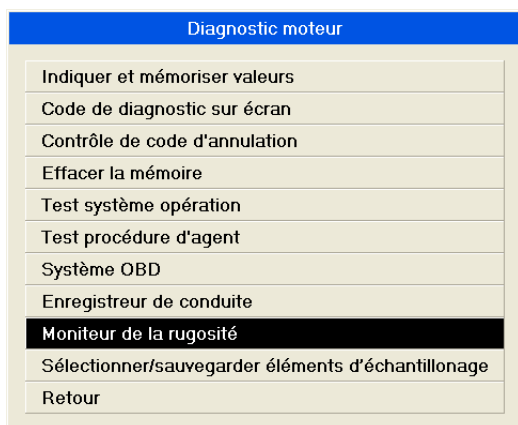 Diagnostic moteur
Indiquer et mémoriser valeurs
Code de diagnostic sur écran
Contrôle de code d'annulation
Effacer la mémoire
Test système opération
Test procédure d'agent
Système OBD
Enregistreur de conduite
Moniteur de la rugosité
Sélectionner/sauvegarder éléments d'échantillonage
Retour